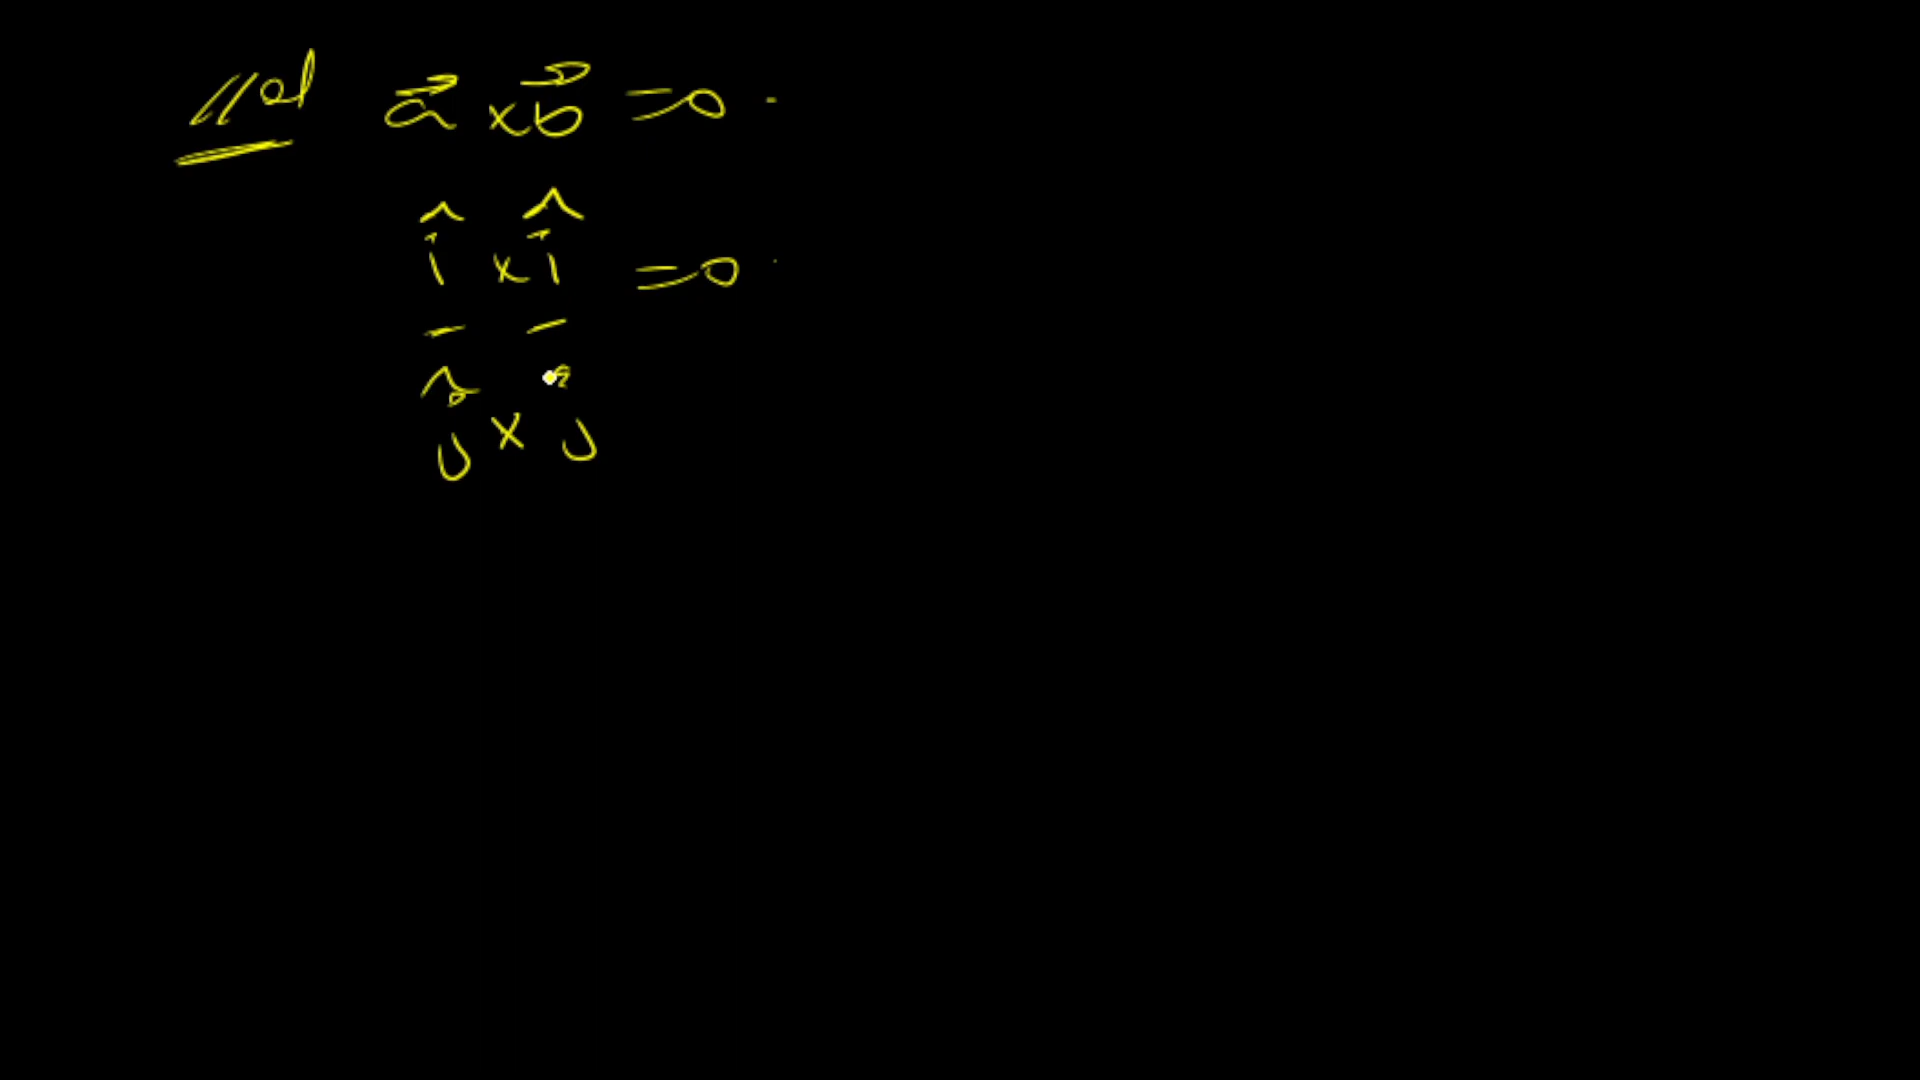 //el a⃗ × b⃗ = 0
î × î = 0
ĵ × ĵ